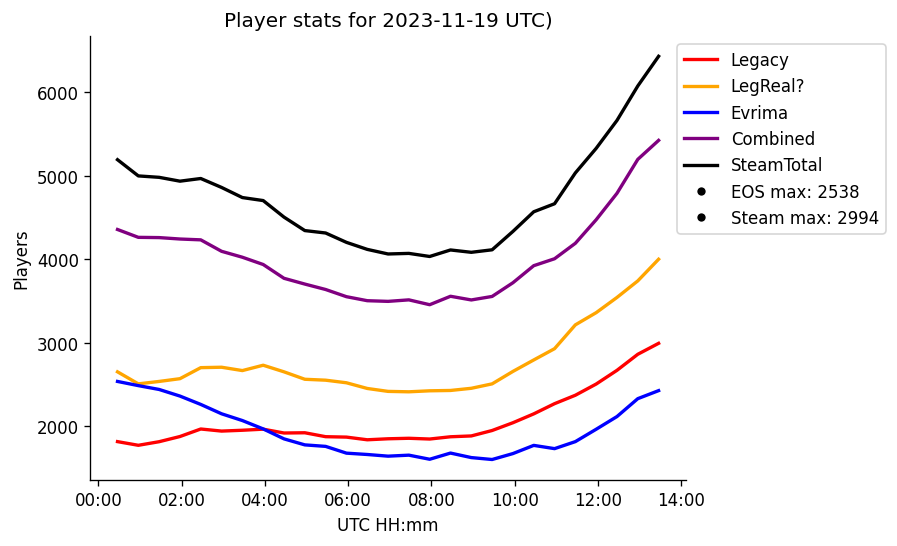 Player stats for 2023-11-19 UTC)
Legacy
LegReal?
Evrima
Combined
SteamTotal
EOS max: 2538
Steam max: 2994
Players
6000
5000
4000
3000
2000
00:00 02:00 04:00 06:00 08:00 10:00 12:00 14:00
UTC HH:mm